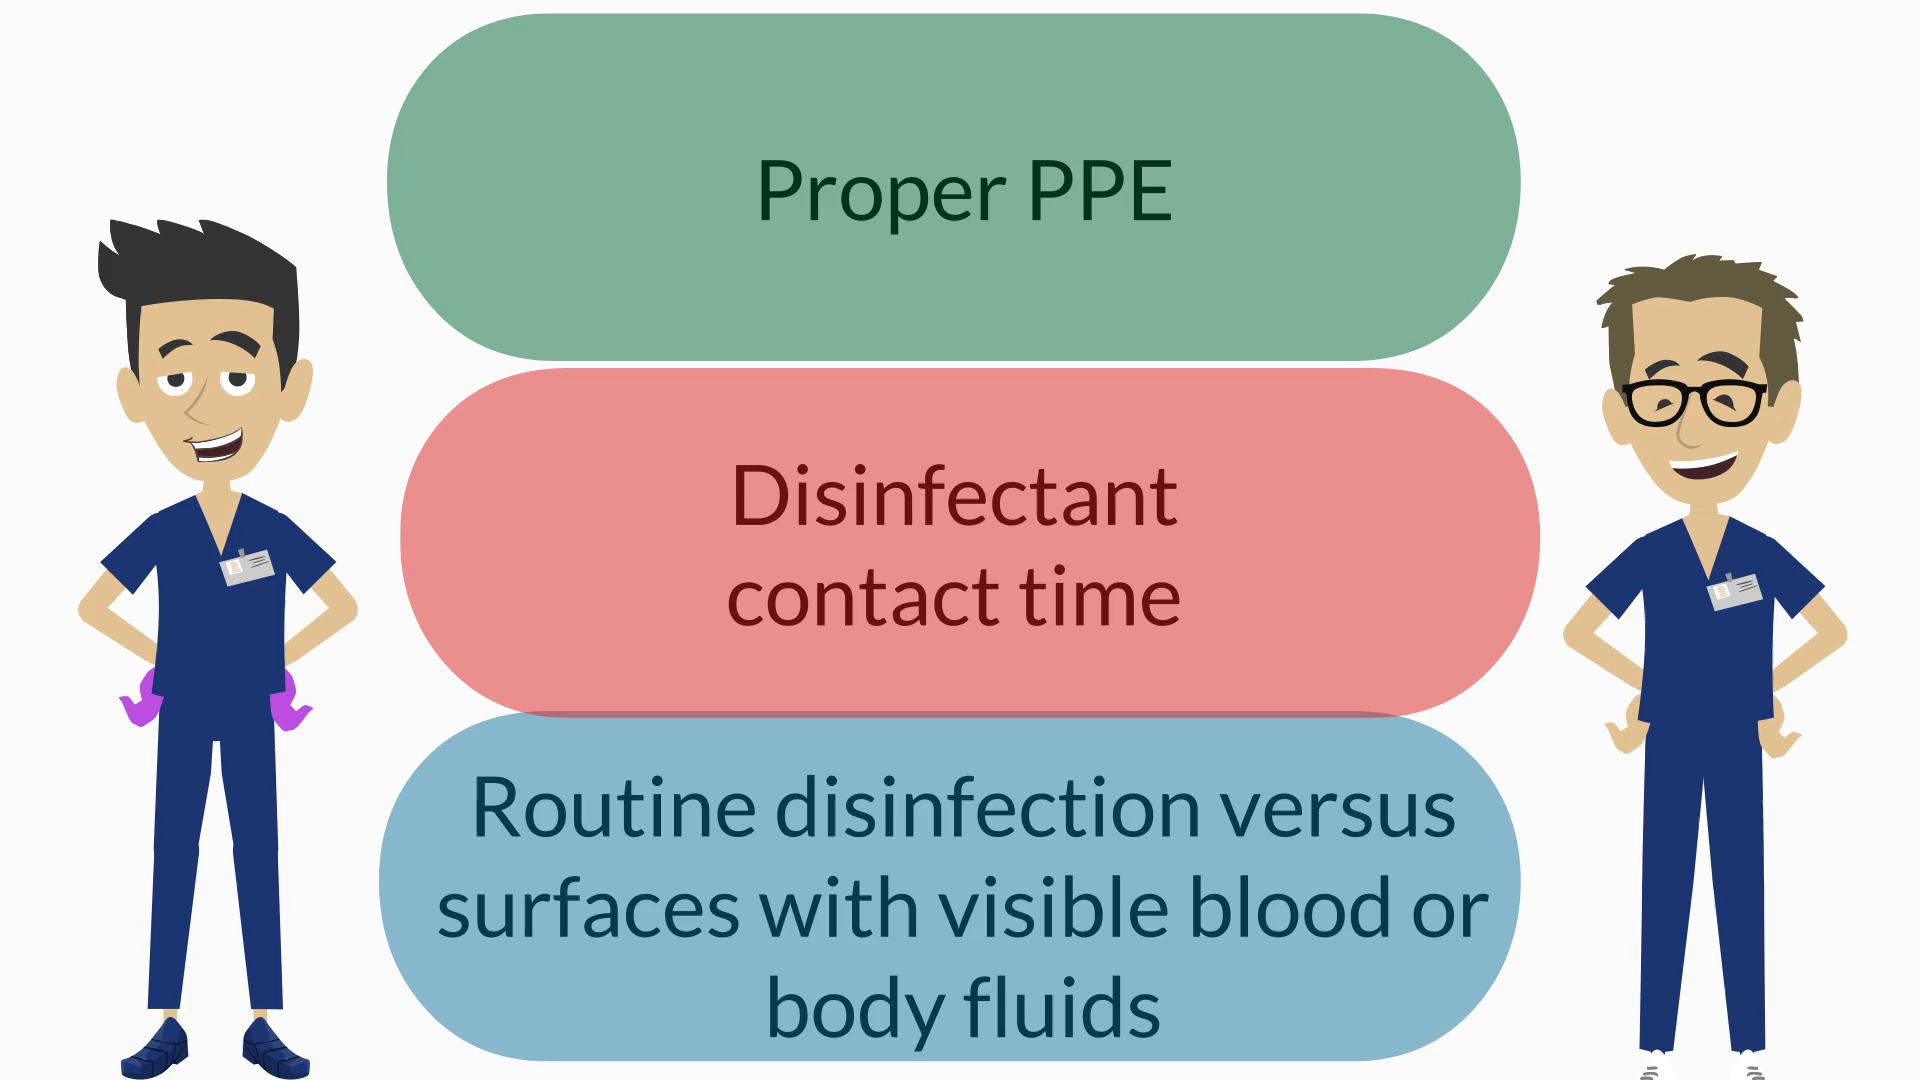 Proper PPE
Disinfectant
contact time
Routine disinfection versus
surfaces with visible blood or
body fluids